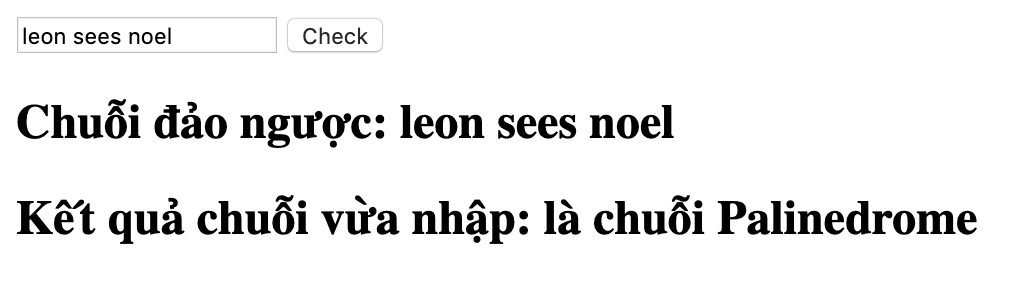 leon sees noel Check
Chuỗi đảo ngược: leon sees noel
Kết quả chuỗi vừa nhập: là chuỗi Palinedrome